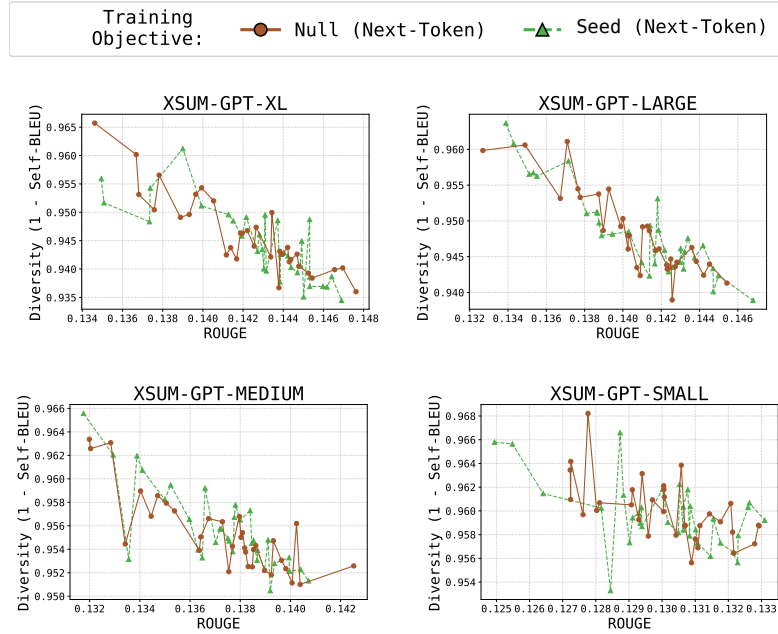 Training
Objective:
Null (Next-Token)
Seed (Next-Token)
XSUM-GPT-XL
Diversity (1 - Self-BLEU)
0.965
0.960
0.955
0.950
0.945
0.940
0.935
0.134 0.136 0.138 0.140 0.142 0.144 0.146 0.148
ROUGE
XSUM-GPT-LARGE
Diversity (1 - Self-BLEU)
0.960
0.955
0.950
0.945
0.940
0.132 0.134 0.136 0.138 0.140 0.142 0.144 0.146
ROUGE
XSUM-GPT-MEDIUM
Diversity (1 - Self-BLEU)
0.966
0.964
0.962
0.960
0.958
0.956
0.954
0.952
0.950
0.132 0.134 0.136 0.138 0.140 0.142
ROUGE
XSUM-GPT-SMALL
Diversity (1 - Self-BLEU)
0.968
0.966
0.964
0.962
0.960
0.958
0.956
0.954
0.125 0.126 0.127 0.128 0.129 0.130 0.131 0.132 0.133
ROUGE